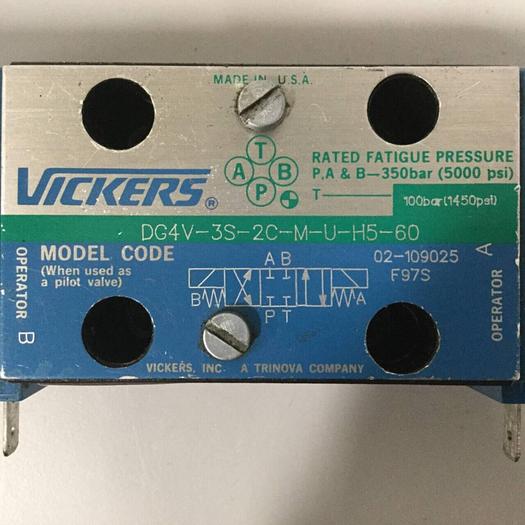 MADE IN U.S.A.
VICKERS®
T
A B
P
RATED FATIGUE PRESSURE
P,A & B—350bar (5000 psi)
T 100bar(1450psi)
DG4V-3S-2C-M-U-H5-60
MODEL CODE
(When used as
a pilot valve)
02-109025
F97S
OPERATOR B
OPERATOR A
A B
B A
P T
VICKERS, INC. A TRINOVA COMPANY